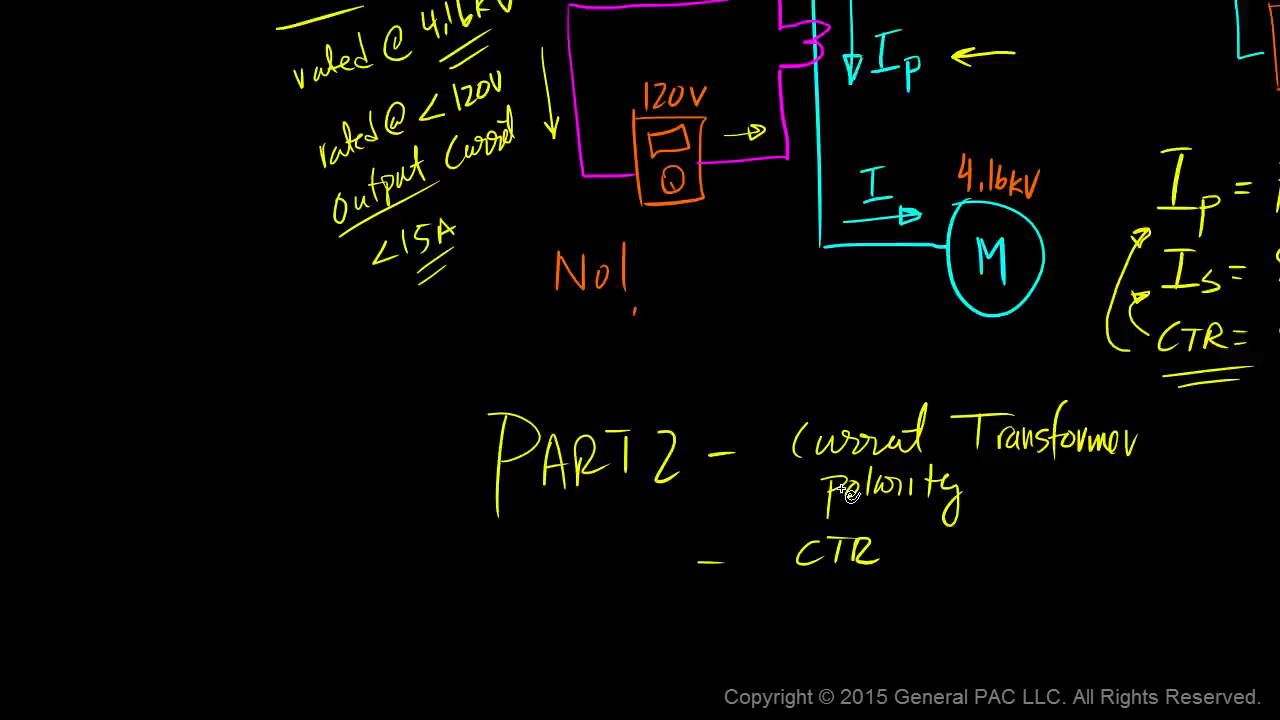 rated @ 4.16kV
rated @ < 120V
Output Current
< 15A
120V
No!
Ip
I
4.16kV
M
Ip =
Is =
CTR =
PART 2 - Current Transformer
Polarity
- CTR
Copyright © 2015 General PAC LLC. All Rights Reserved.